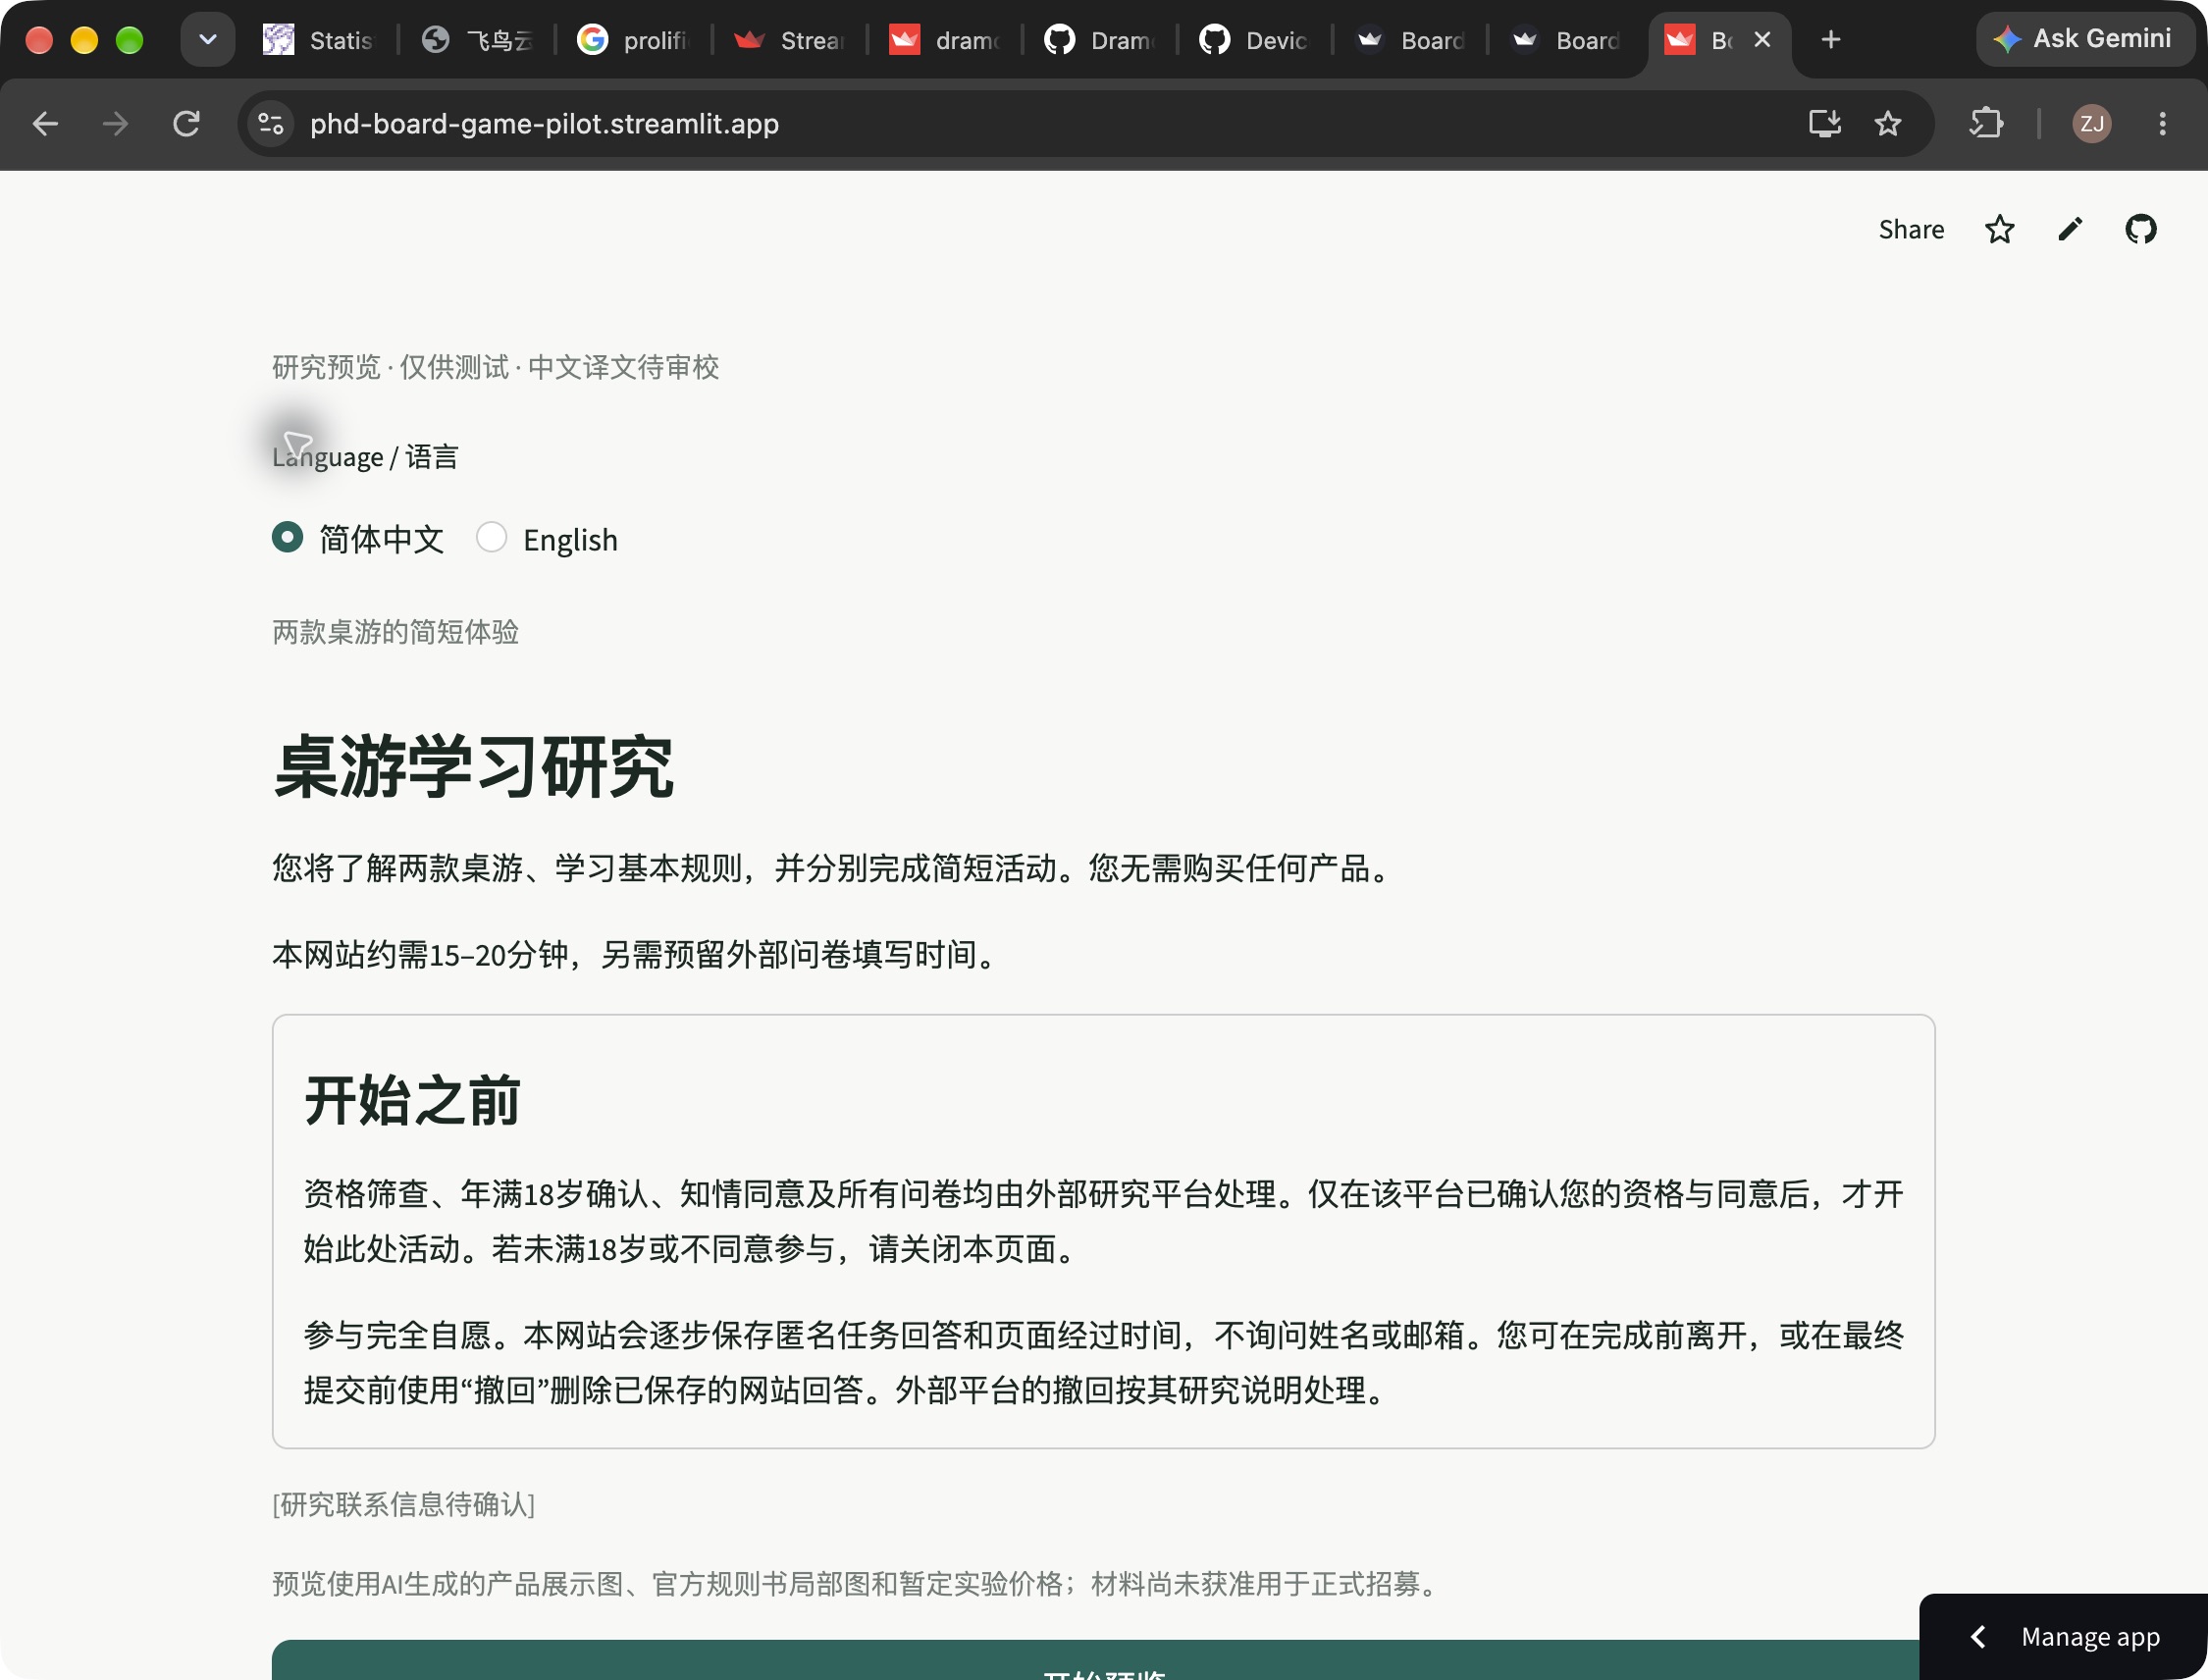 Statis
飞鸟云
prolifi
Strear
Dram
Devic
Board
Board
Ask Gemini
phd-board-game-pilot.streamlit.app
ZJ
Share
研究预览 · 仅供测试 · 中文译文待审校
Language / 语言
简体中文 English
两款桌游的简短体验
桌游学习研究
您将了解两款桌游、学习基本规则，并分别完成简短活动。您无需购买任何产品。
本网站约需15–20分钟，另需预留外部问卷填写时间。
开始之前
资格筛查、年满18岁确认、知情同意及所有问卷均由外部研究平台处理。仅在该平台已确认您的资格与同意后，才开
始此处活动。若未满18岁或不同意参与，请关闭本页面。
参与完全自愿。本网站会逐步保存匿名任务回答和页面经过时间，不询问姓名或邮箱。您可在完成前离开，或在最终
提交前使用“撤回”删除已保存的网站回答。外部平台的撤回按其研究说明处理。
[研究联系信息待确认]
预览使用AI生成的产品展示图、官方规则书局部图和暂定实验价格；材料尚未获准用于正式招募。
开始预览
Manage app